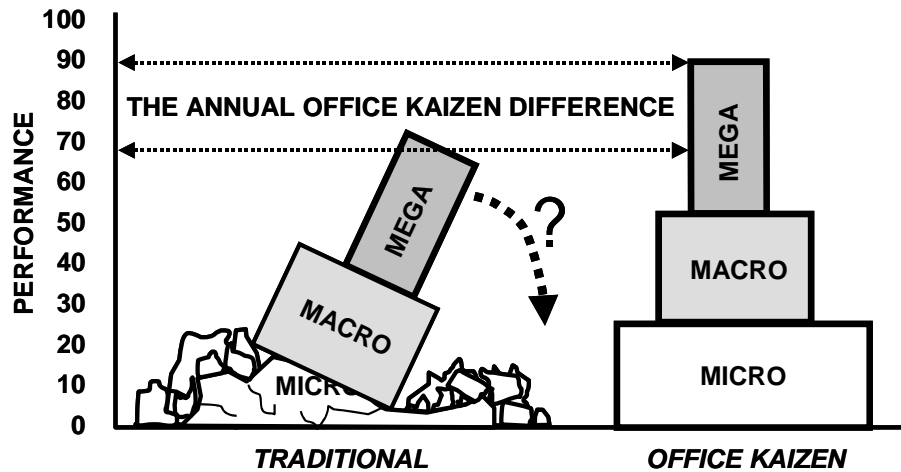 100
90
80
70
60
50
40
30
20
10
0
PERFORMANCE
THE ANNUAL OFFICE KAIZEN DIFFERENCE
MEGA
MACRO
MICRO
?
MEGA
MACRO
MICRO
TRADITIONAL
OFFICE KAIZEN